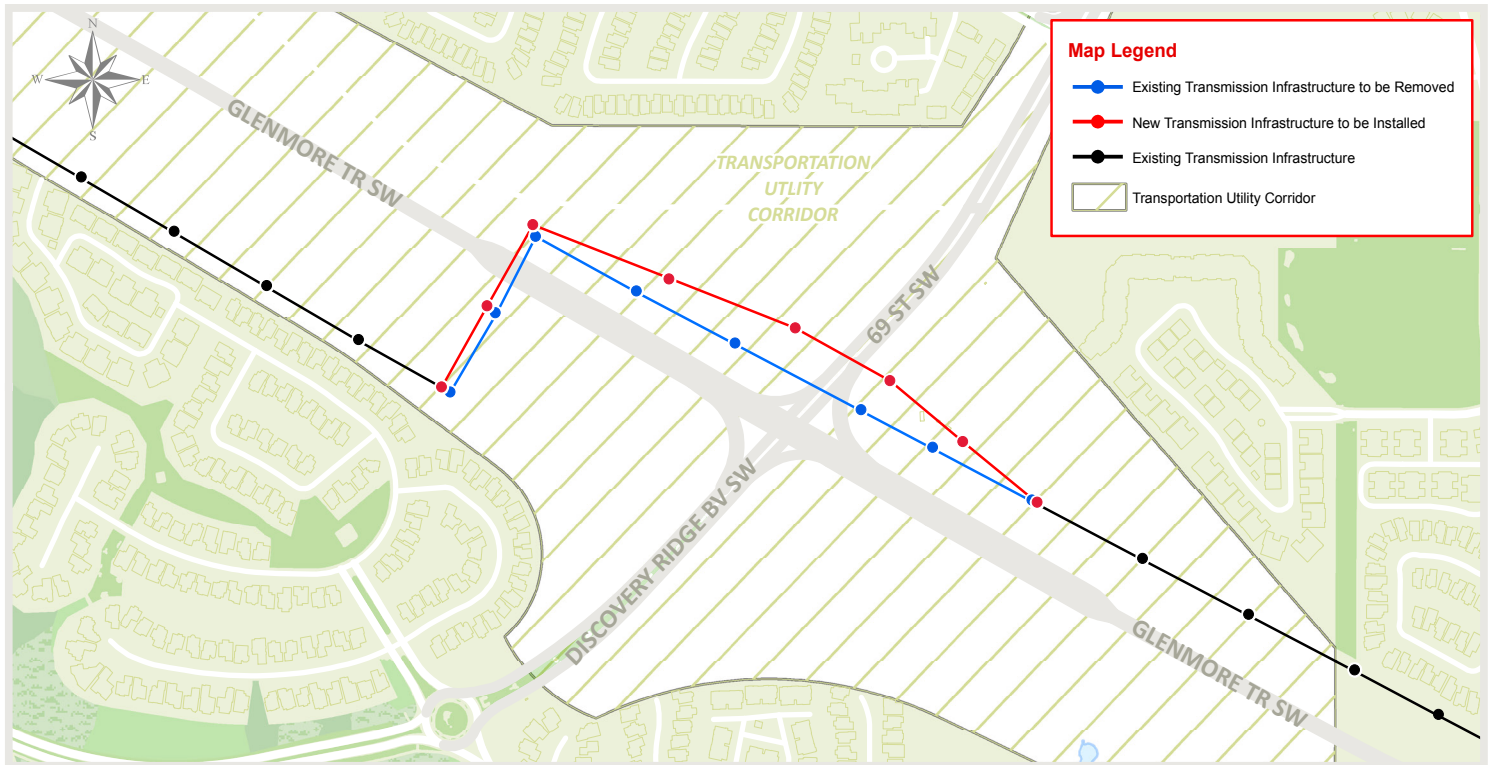 N
W
E
S
GLENMORE TR SW
TRANSPORTATION
UTLITY
CORRIDOR
69 ST SW
DISCOVERY RIDGE BV SW
GLENMORE TR SW
Map Legend
Existing Transmission Infrastructure to be Removed
New Transmission Infrastructure to be Installed
Existing Transmission Infrastructure
Transportation Utility Corridor